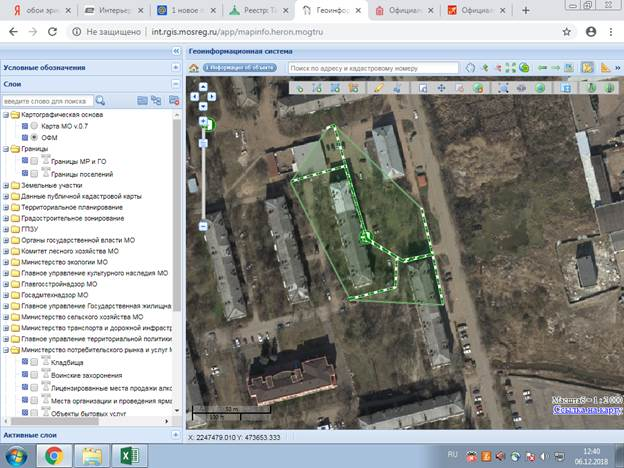 обои эри
Интерьер
1 новое п
Реестр: Та
Геоинформ
Официал
Официал
Не защищено | int.rgis.mosreg.ru/app/mapinfo.heron.mogtru
Геоинформационная система
Условные обозначения
Информация об объекте
Поиск по адресу и кадастровому номеру
Слои
введите слово для поиска
Картографическая основа
Карта МО v.0.7
ОФМ
Границы
Границы МР и ГО
Границы поселений
Земельные участки
Данные публичной кадастровой карты
Территориальное планирование
Градостроительное зонирование
ГПЗУ
Органы государственной власти МО
Комитет лесного хозяйства МО
Министерство экологии МО
Главное управление культурного наследия МО
Главгосстройнадзор МО
Госадмтехнадзор МО
Главное управление Государственная жилищна
Министерство сельского хозяйства МО
Министерство транспорта и дорожной инфраст
Главное управление территориальной политики
Министерство потребительского рынка и услуг М
Кладбища
Воинские захоронения
Лицензированные места продажи алко
Места организации и проведения ярма
Объекты бытовых услуг
Активные слои
50 m
100 m
Масштаб = 1 : 2 000
Ссылка на карту
X: 2247479.010 Y: 473653.333
RU
12:40
06.12.2018